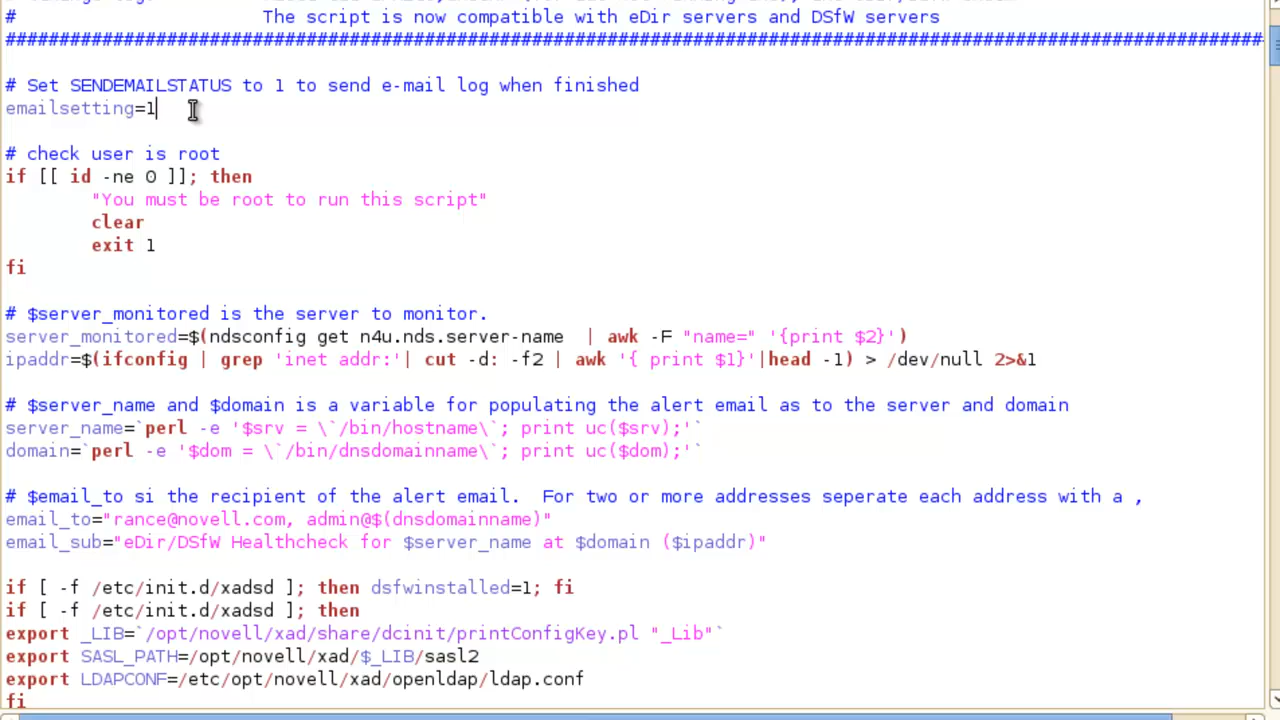 # The script is now compatible with eDir servers and DSfW servers
######################################################################################################################
# Set SENDEMAILSTATUS to 1 to send e-mail log when finished
emailsetting=1
# check user is root
if [[ id -ne 0 ]]; then
"You must be root to run this script"
clear
exit 1
fi
# $server_monitored is the server to monitor.
server_monitored=$(ndsconfig get n4u.nds.server-name  | awk -F "name=" '{print $2}')
ipaddr=$(ifconfig | grep 'inet addr:'| cut -d: -f2 | awk '{ print $1}'|head -1) > /dev/null 2>&1
# $server_name and $domain is a variable for populating the alert email as to the server and domain
server_name=`perl -e '$srv = \`/bin/hostname\`; print uc($srv);'`
domain=`perl -e '$dom = \`/bin/dnsdomainname\`; print uc($dom);'`
# $email_to si the recipient of the alert email.  For two or more addresses seperate each address with a ,
email_to="rance@novell.com, admin@$(dnsdomainname)"
email_sub="eDir/DSfW Healthcheck for $server_name at $domain ($ipaddr)"
if [ -f /etc/init.d/xadsd ]; then dsfwinstalled=1; fi
if [ -f /etc/init.d/xadsd ]; then
export _LIB=`/opt/novell/xad/share/dcinit/printConfigKey.pl "_Lib"`
export SASL_PATH=/opt/novell/xad/$_LIB/sasl2
export LDAPCONF=/etc/opt/novell/xad/openldap/ldap.conf
fi